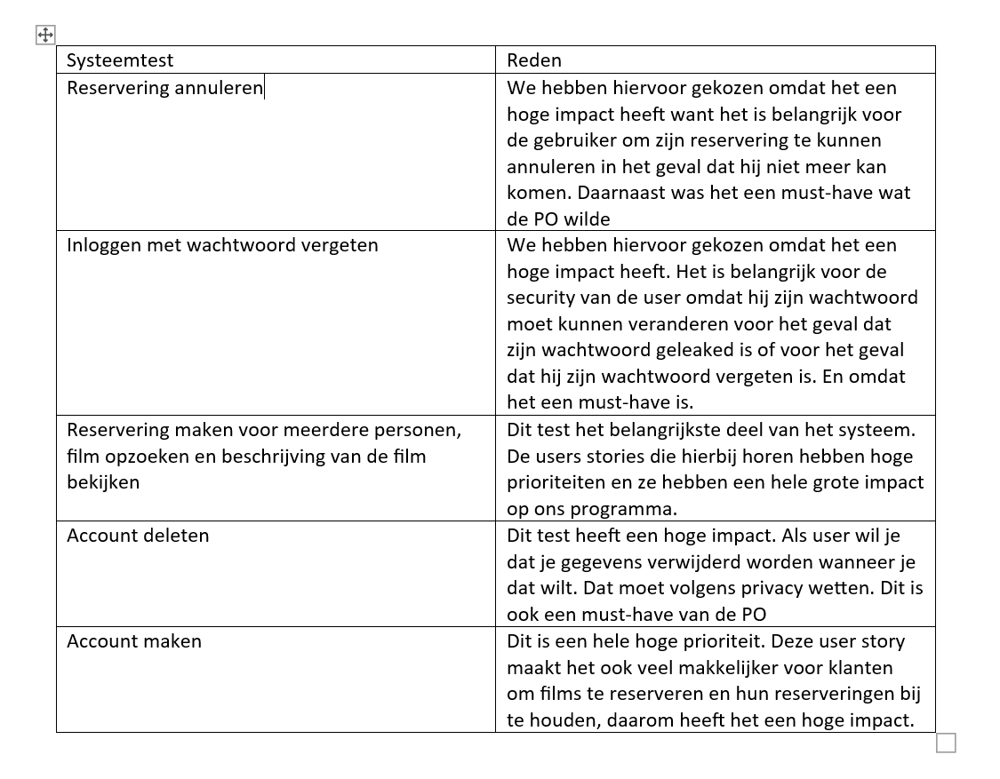 Systeemtest
Reden
Reservering annuleren
We hebben hiervoor gekozen omdat het een
hoge impact heeft want het is belangrijk voor
de gebruiker om zijn reservering te kunnen
annuleren in het geval dat hij niet meer kan
komen. Daarnaast was het een must-have wat
de PO wilde
Inloggen met wachtwoord vergeten
We hebben hiervoor gekozen omdat het een
hoge impact heeft. Het is belangrijk voor de
security van de user omdat hij zijn wachtwoord
moet kunnen veranderen voor het geval dat
zijn wachtwoord geleaked is of voor het geval
dat hij zijn wachtwoord vergeten is. En omdat
het een must-have is.
Reservering maken voor meerdere personen,
film opzoeken en beschrijving van de film
bekijken
Dit test het belangrijkste deel van het systeem.
De users stories die hierbij horen hebben hoge
prioriteiten en ze hebben een hele grote impact
op ons programma.
Account deleten
Dit test heeft een hoge impact. Als user wil je
dat je gegevens verwijderd worden wanneer je
dat wilt. Dat moet volgens privacy wetten. Dit is
ook een must-have van de PO
Account maken
Dit is een hele hoge prioriteit. Deze user story
maakt het ook veel makkelijker voor klanten
om films te reserveren en hun reserveringen bij
te houden, daarom heeft het een hoge impact.